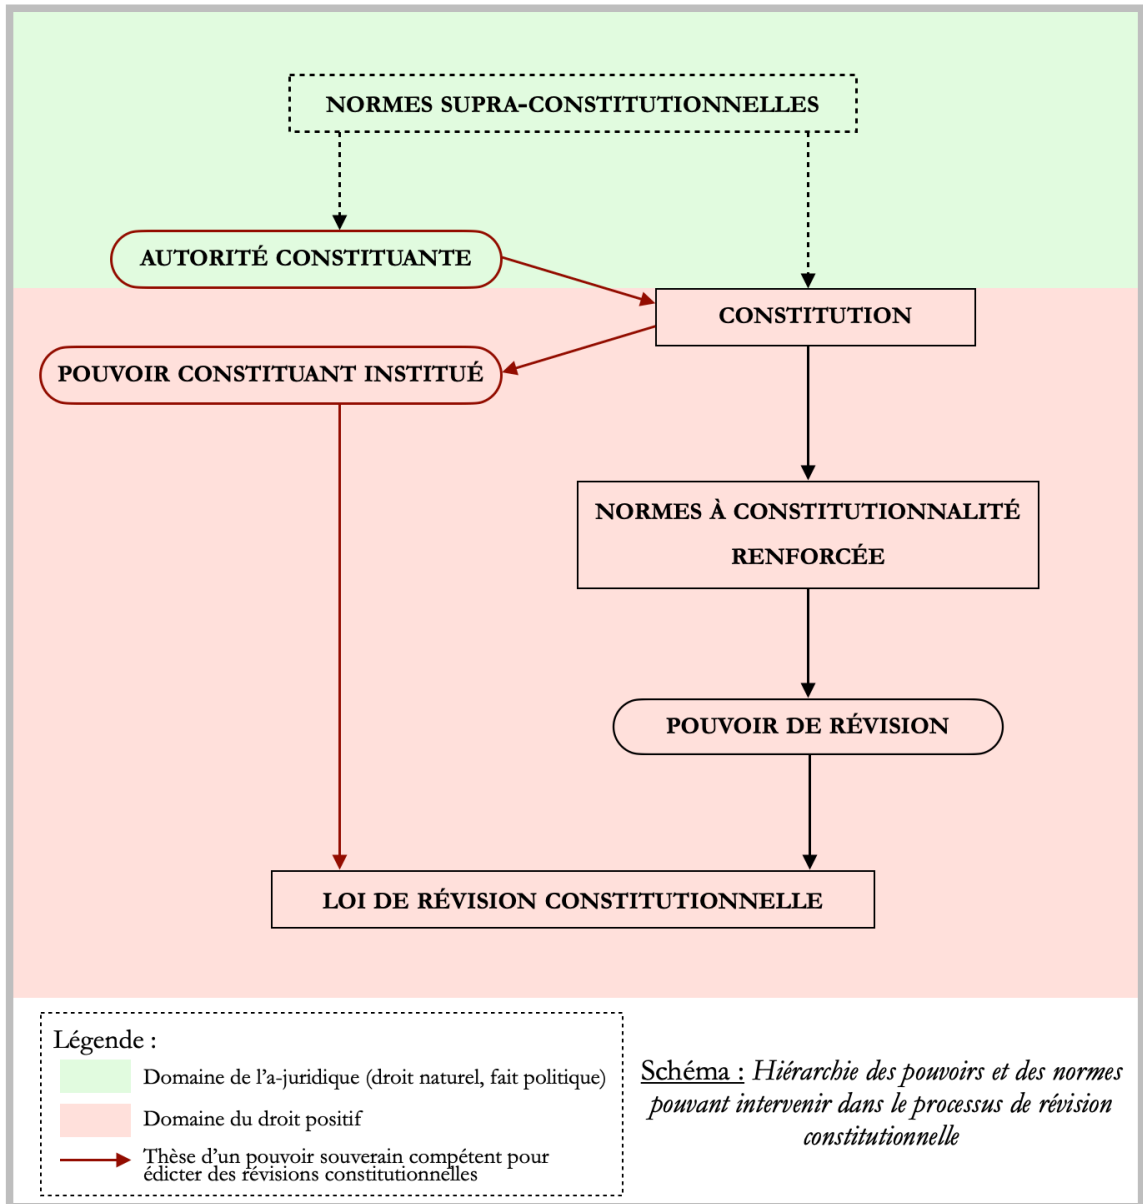 NORMES SUPRA-CONSTITUTIONNELLES
AUTORITÉ CONSTITUANTE
CONSTITUTION
POUVOIR CONSTITUANT INSTITUÉ
NORMES À CONSTITUTIONNALITÉ
RENFORCÉE
POUVOIR DE RÉVISION
LOI DE RÉVISION CONSTITUTIONNELLE
Légende :
Domaine de l'a-juridique (droit naturel, fait politique)
Domaine du droit positif
Thèse d'un pouvoir souverain compétent pour
édicter des révisions constitutionnelles
Schéma : Hiérarchie des pouvoirs et des normes
pouvant intervenir dans le processus de révision
constitutionnelle